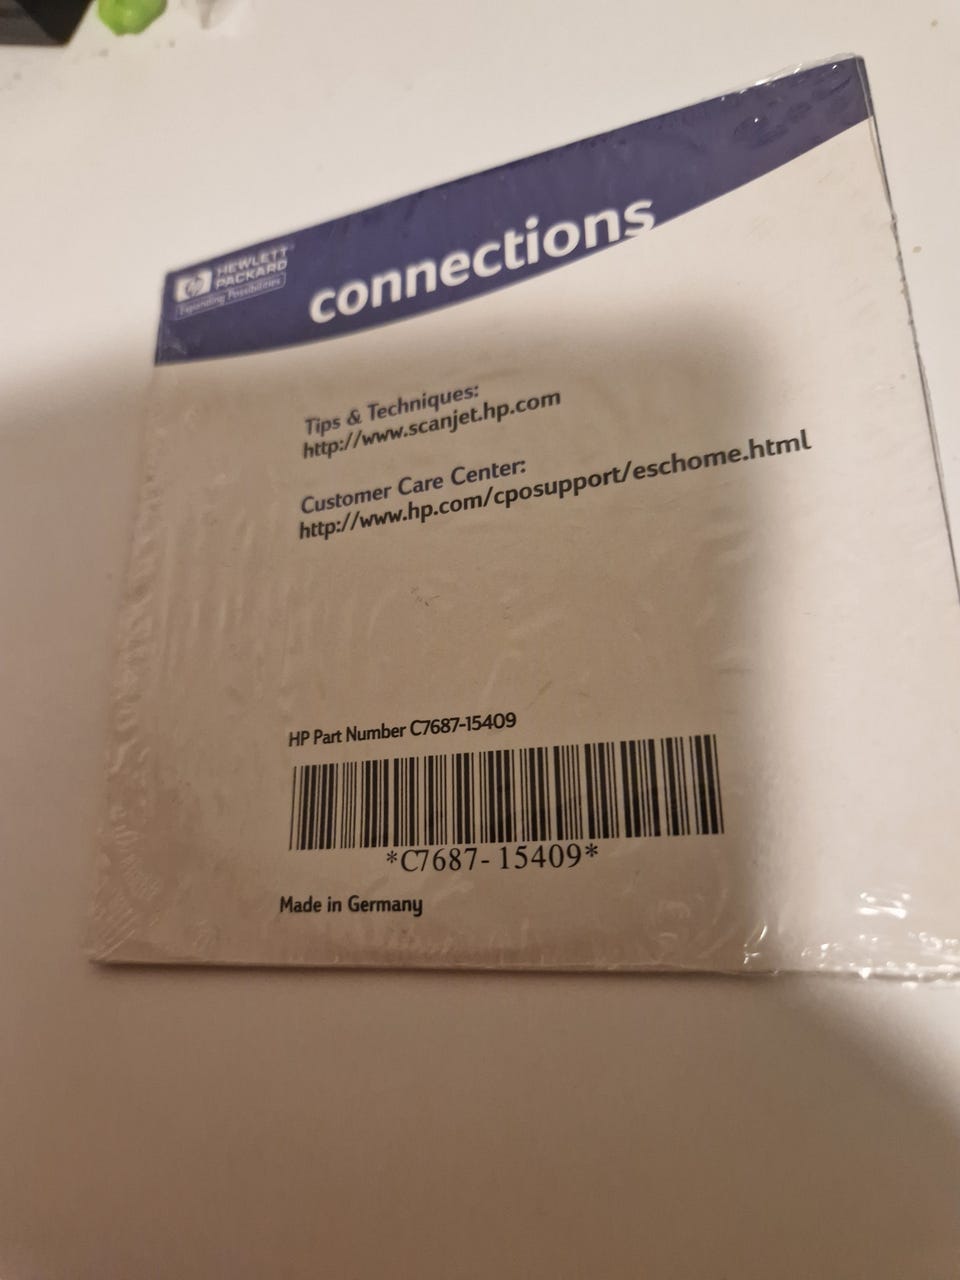 HEWLETT
PACKARD
Expanding Possibilities
connections
Tips & Techniques:
http://www.scanjet.hp.com
Customer Care Center:
http://www.hp.com/cposupport/eschome.html
HP Part Number C7687-15409
*C7687-15409*
Made in Germany